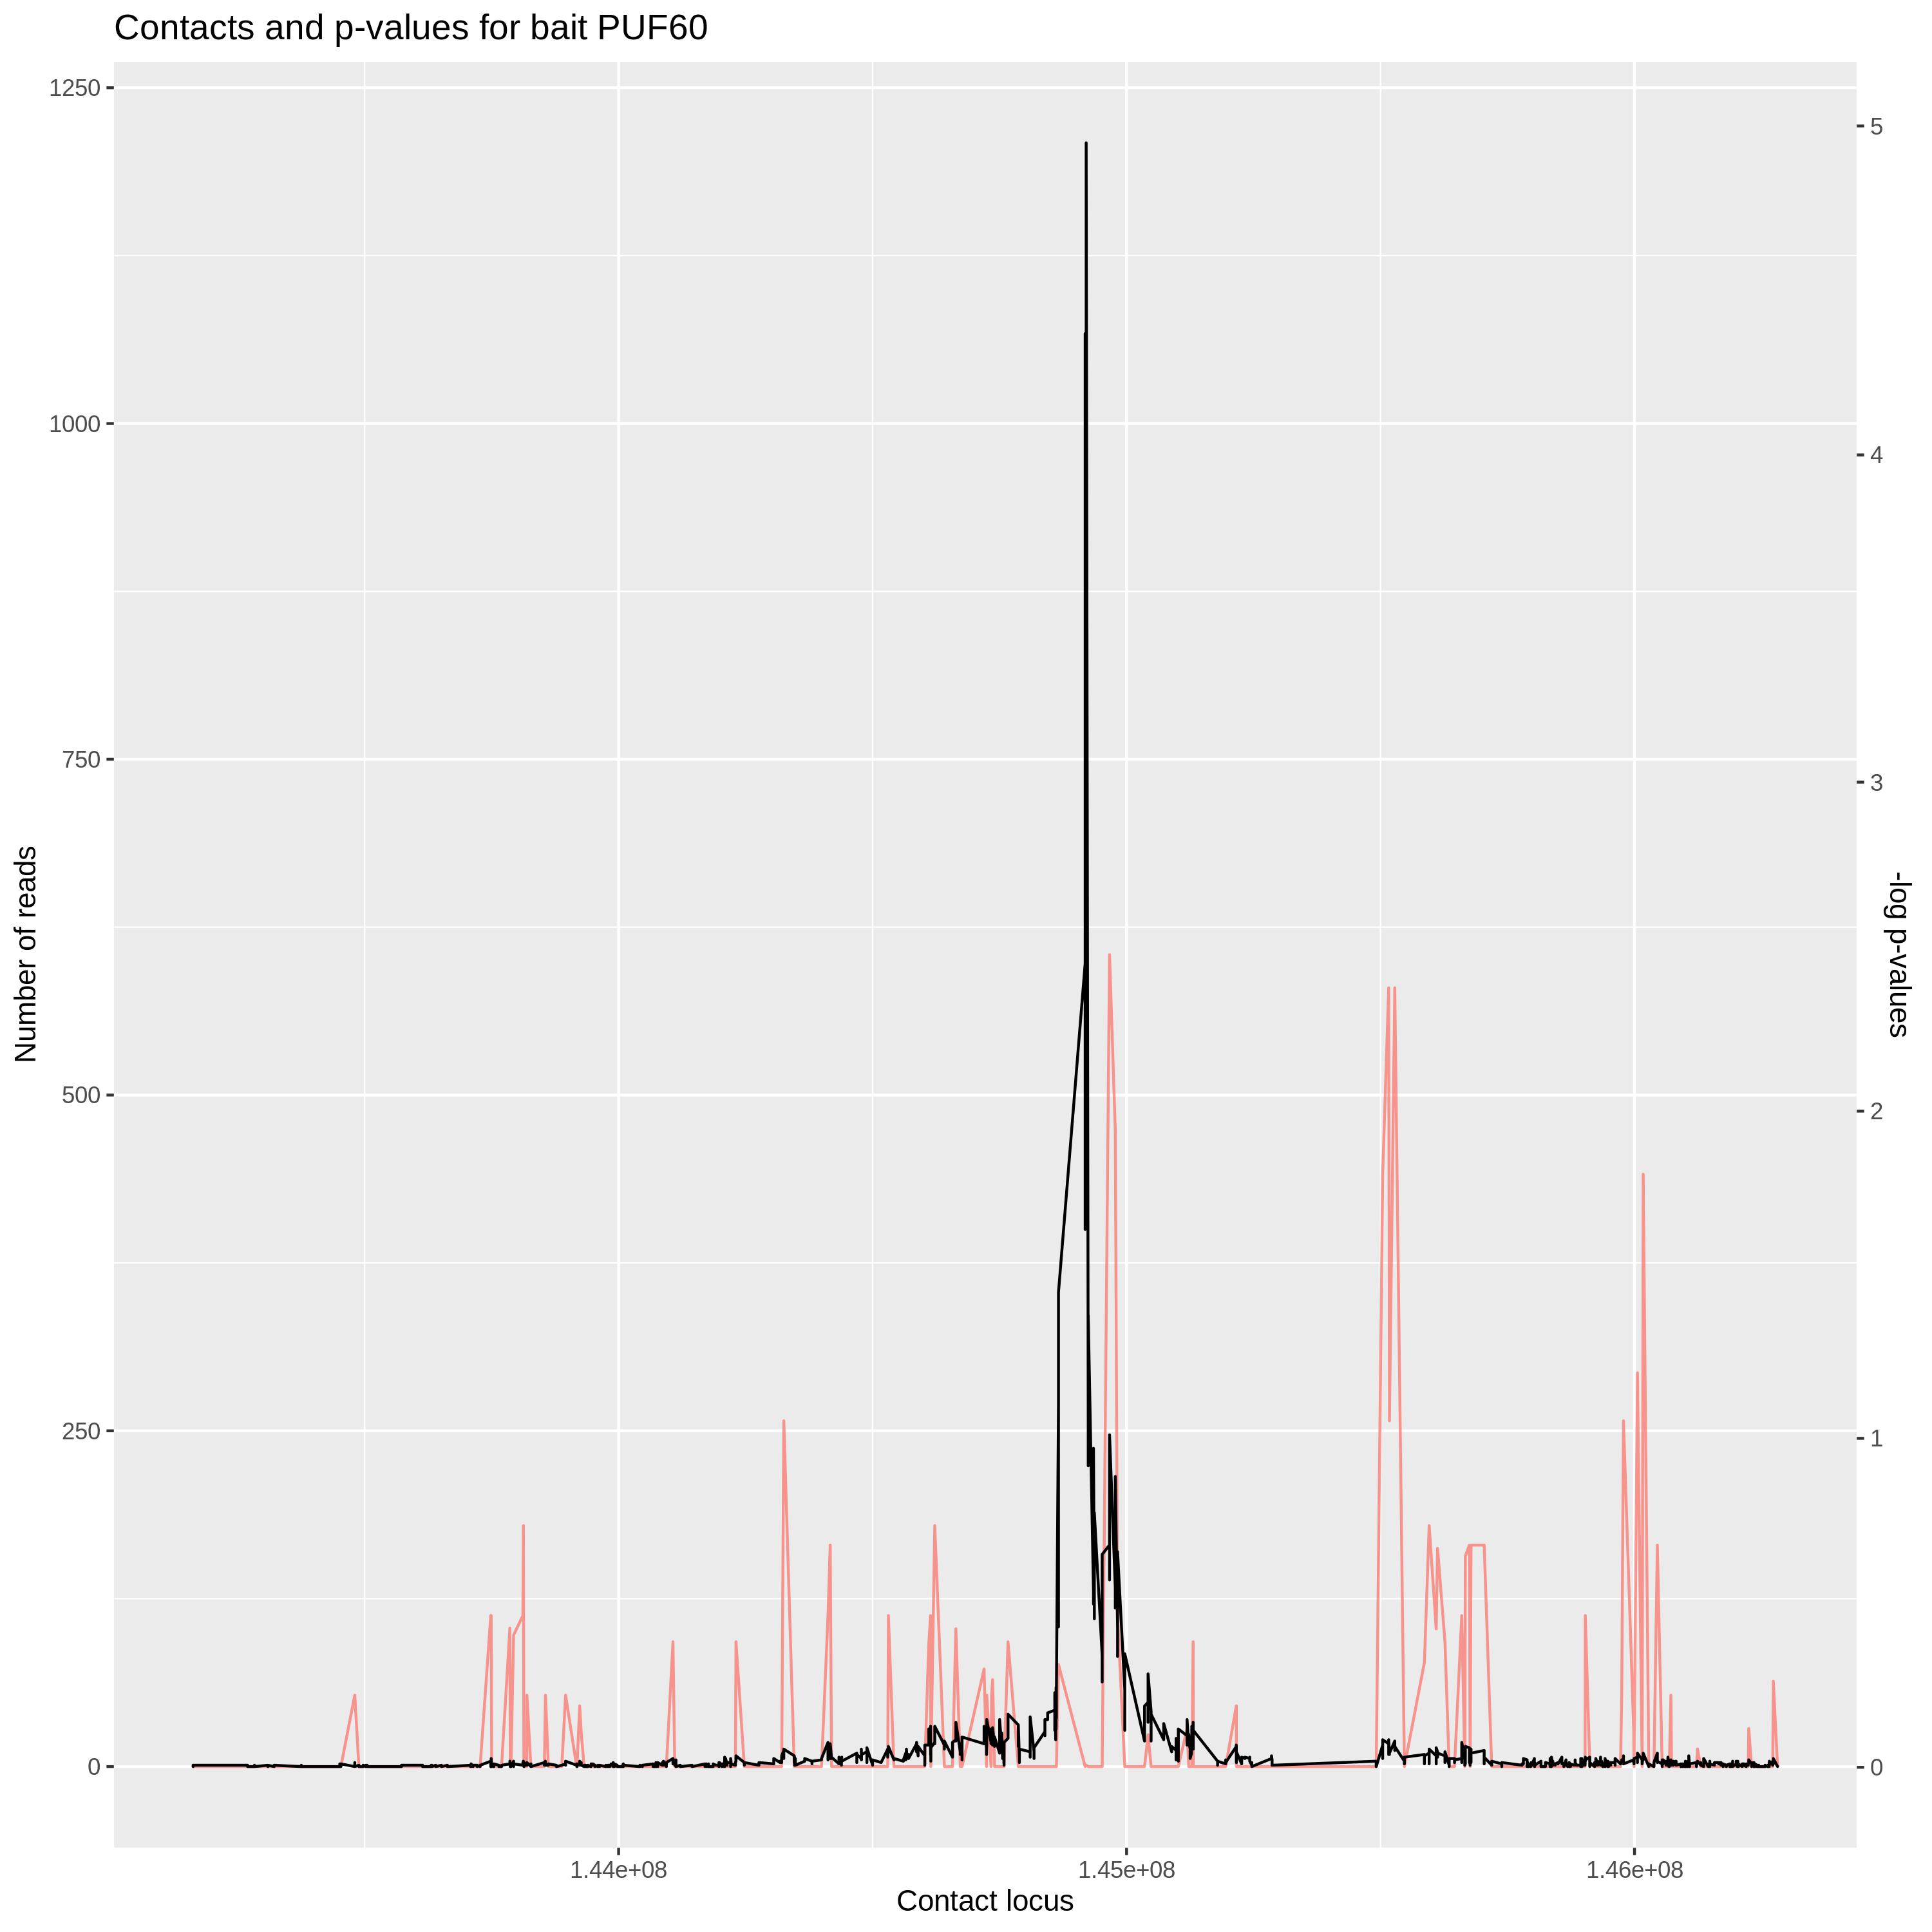 Contacts and p-values for bait PUF60
1250
1000
750
500
250
0
Number of reads
5
4
3
2
1
0
-log p-values
1.44e+08
1.45e+08
1.46e+08
Contact locus